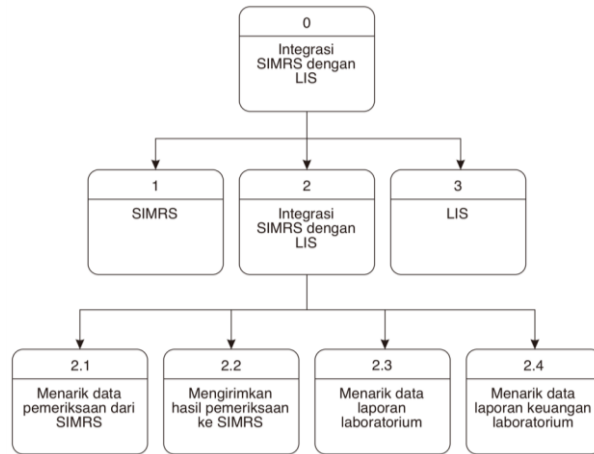 0
Integrasi
SIMRS dengan
LIS
1
SIMRS
2
Integrasi
SIMRS dengan
LIS
3
LIS
2.1
Menarik data
pemeriksaan dari
SIMRS
2.2
Mengirimkan
hasil pemeriksaan
ke SIMRS
2.3
Menarik data
laporan
laboratorium
2.4
Menarik data
laporan keuangan
laboratorium